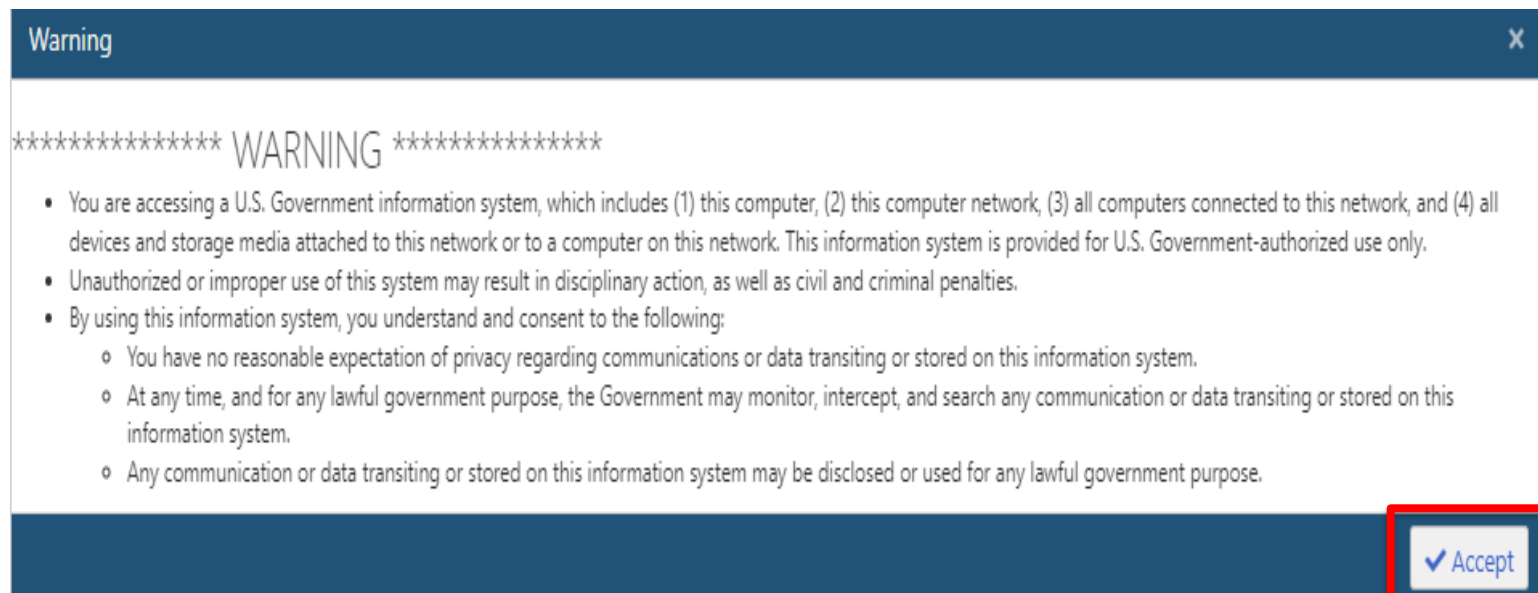 Warning ×
*************** WARNING ***************
• You are accessing a U.S. Government information system, which includes (1) this computer, (2) this computer network, (3) all computers connected to this network, and (4) all
devices and storage media attached to this network or to a computer on this network. This information system is provided for U.S. Government-authorized use only.
• Unauthorized or improper use of this system may result in disciplinary action, as well as civil and criminal penalties.
• By using this information system, you understand and consent to the following:
◦ You have no reasonable expectation of privacy regarding communications or data transiting or stored on this information system.
◦ At any time, and for any lawful government purpose, the Government may monitor, intercept, and search any communication or data transiting or stored on this
information system.
◦ Any communication or data transiting or stored on this information system may be disclosed or used for any lawful government purpose.
✔ Accept